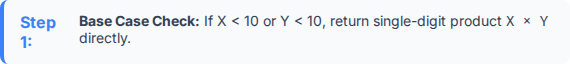 Step 1:
Base Case Check: If X < 10 or Y < 10, return single-digit product X × Y
directly.